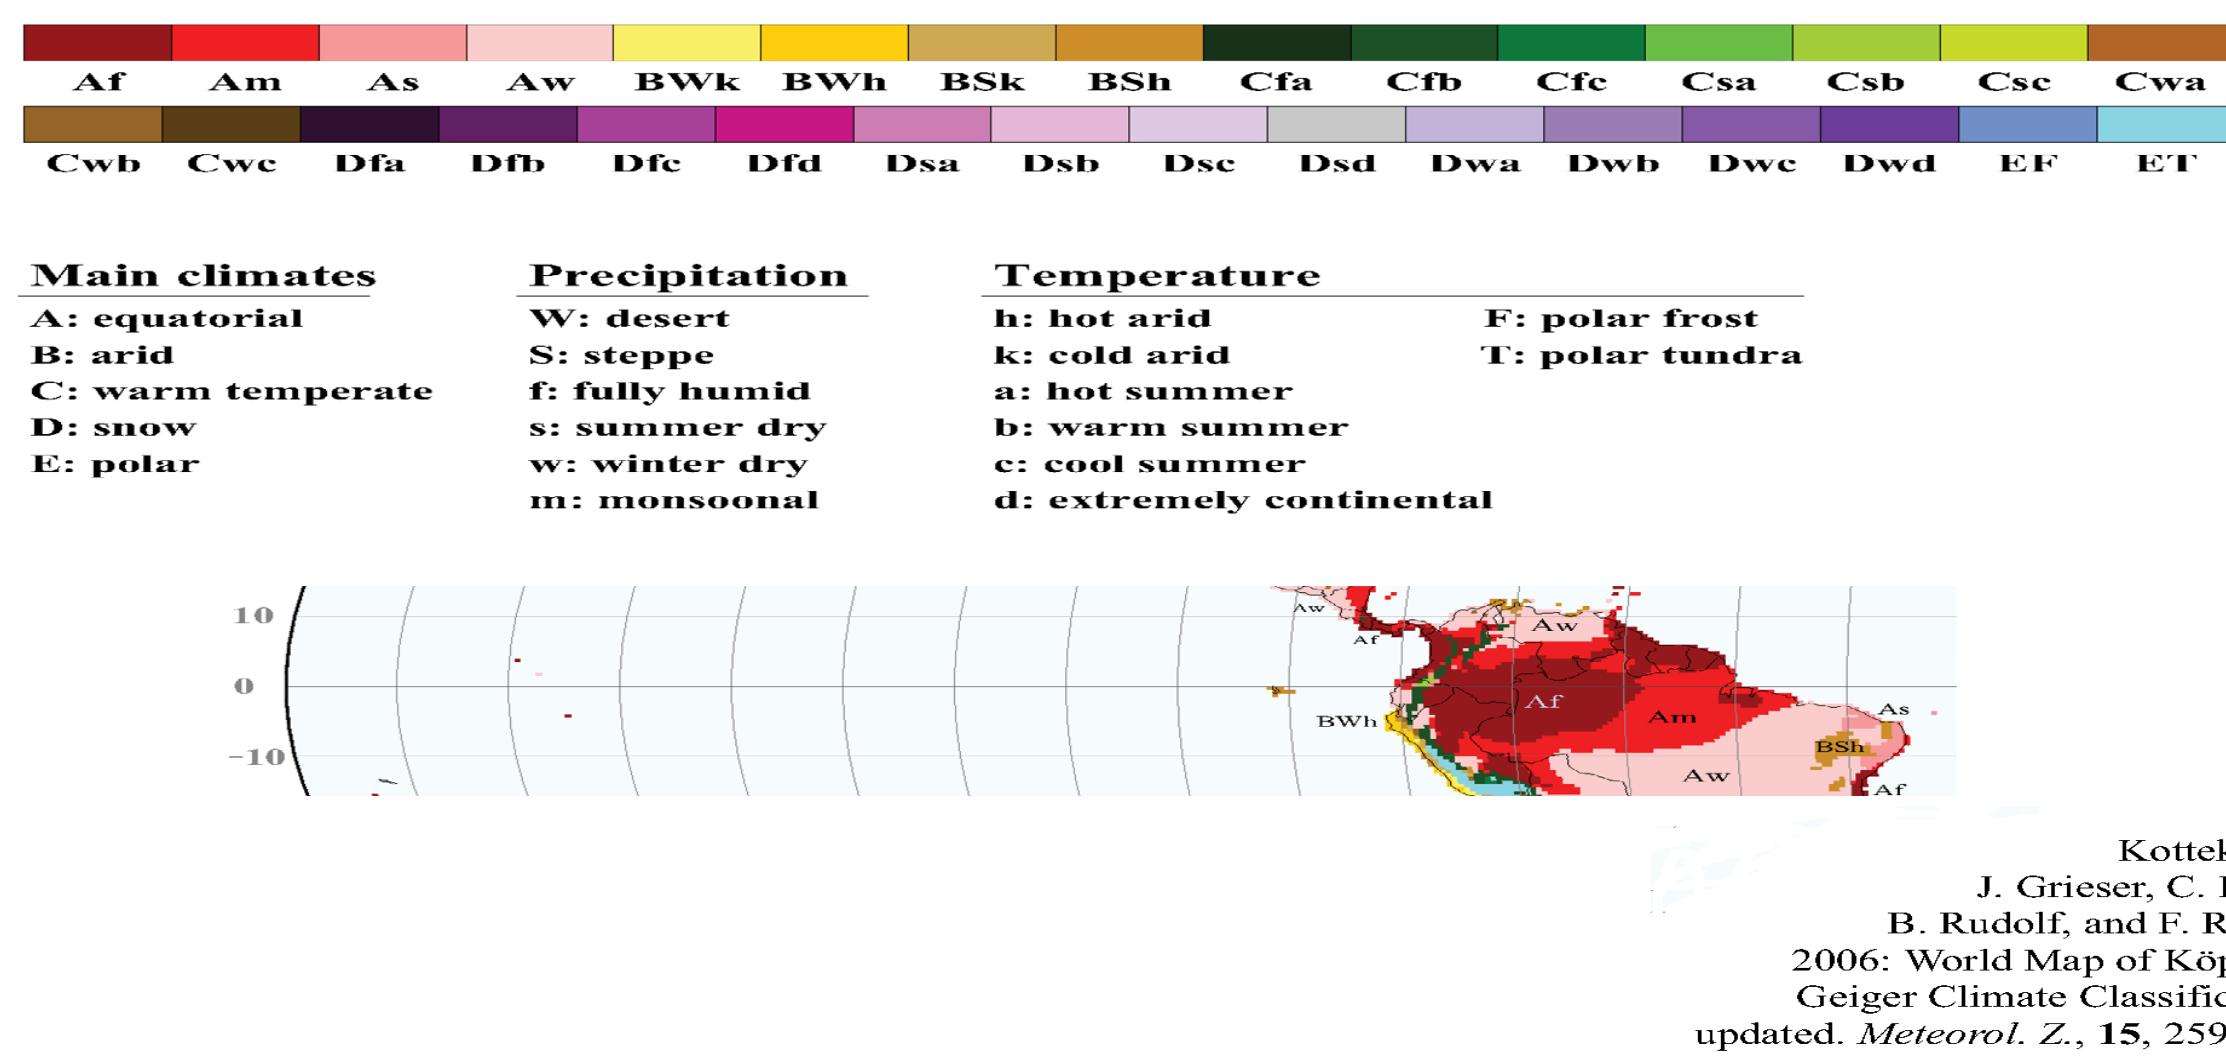 Af Am As Aw BWk BWh BSk BSh Cfa Cfb Cfc Csa Csb Csc Cwa
Cwb Cwc Dfa Dfb Dfc Dfd Dsa Dsb Dsc Dsd Dwa Dwb Dwc Dwd EF ET
Main climates
A: equatorial
B: arid
C: warm temperate
D: snow
E: polar
Precipitation
W: desert
S: steppe
f: fully humid
s: summer dry
w: winter dry
m: monsoonal
Temperature
h: hot arid
k: cold arid
a: hot summer
b: warm summer
c: cool summer
d: extremely continental
F: polar frost
T: polar tundra
10
0
-10
Aw
Af
Aw
BWh
Af
Am
As
BSh
Aw
Af
Kottek
J. Grieser, C.
B. Rudolf, and F. R
2006: World Map of Köp
Geiger Climate Classific
updated. Meteorol. Z., 15, 259